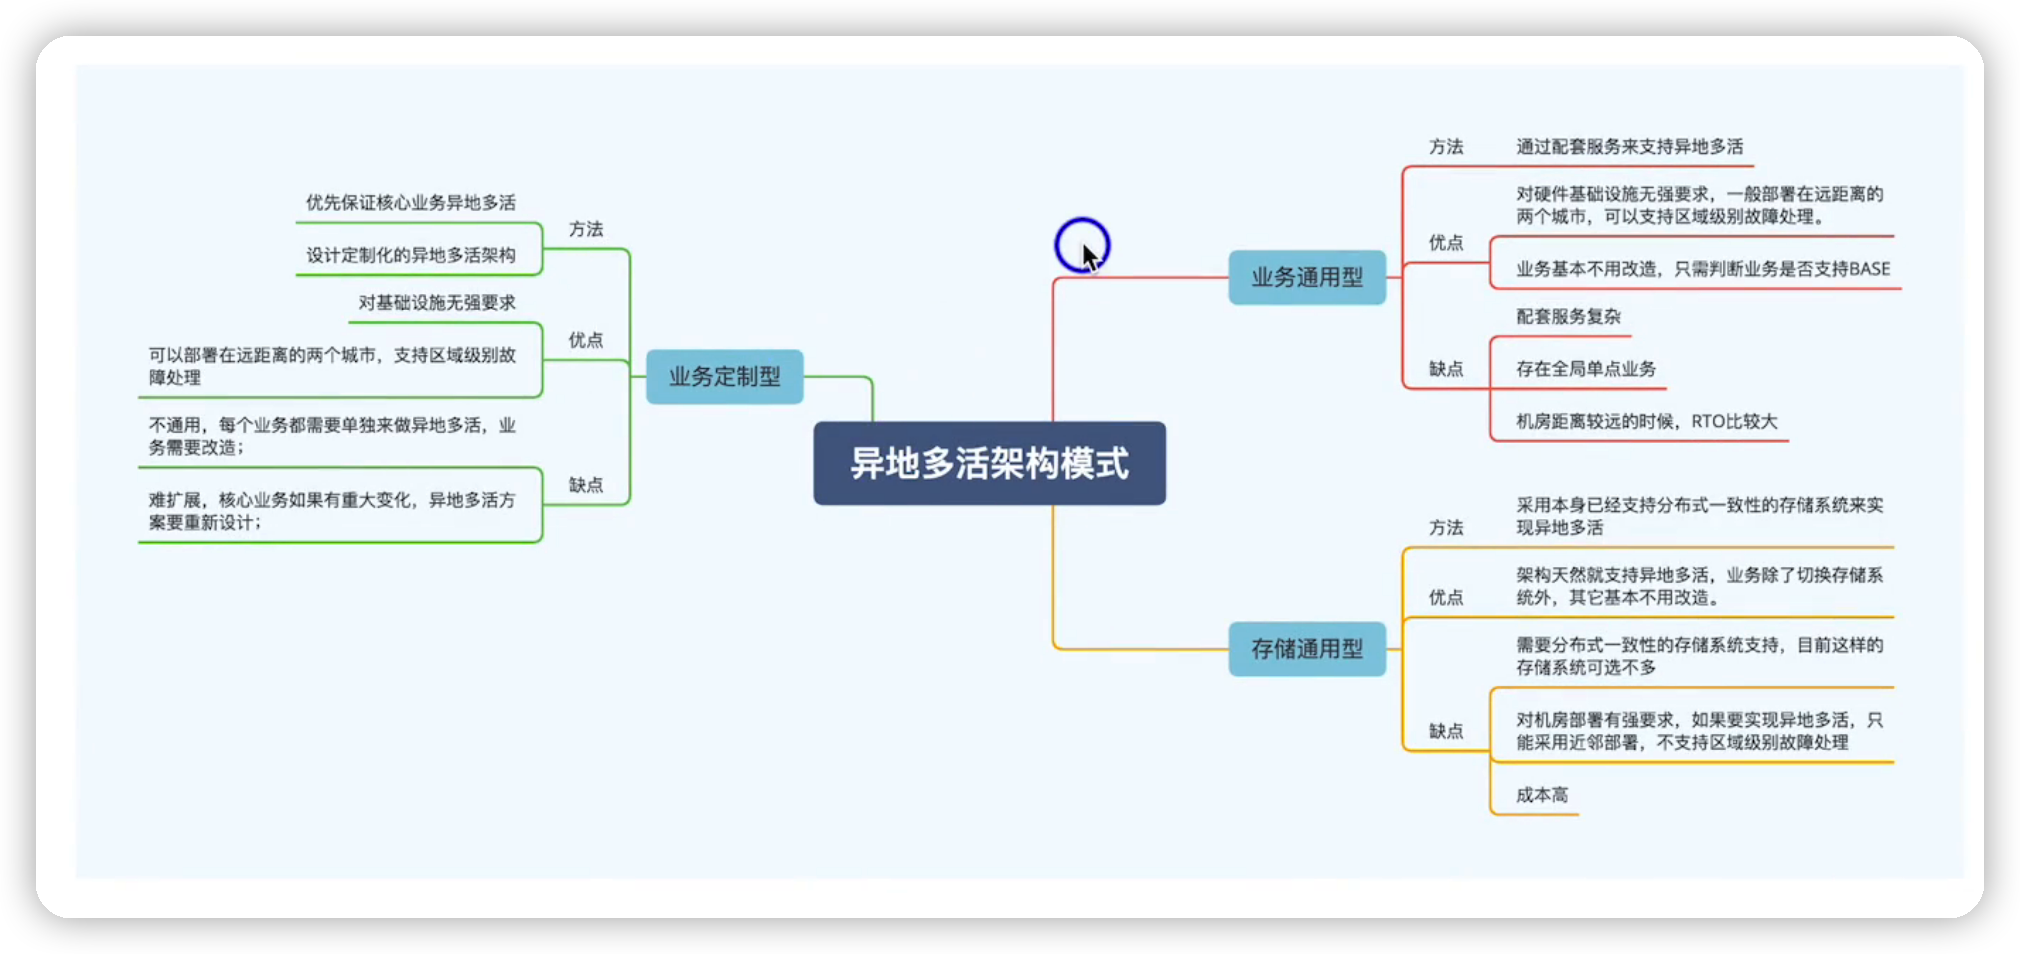 异地多活架构模式
业务定制型
方法
优先保证核心业务异地多活
设计定制化的异地多活架构
优点
对基础设施无强要求
可以部署在远距离的两个城市，支持区域级别故
障处理
缺点
不通用，每个业务都需要单独来做异地多活，业
务需要改造；
难扩展，核心业务如果有重大变化，异地多活方
案要重新设计；
业务通用型
方法
通过配套服务来支持异地多活
优点
对硬件基础设施无强要求，一般部署在远距离的
两个城市，可以支持区域级别故障处理。
业务基本不用改造，只需判断业务是否支持BASE
缺点
配套服务复杂
存在全局单点业务
机房距离较远的时候，RTO比较大
存储通用型
方法
采用本身已经支持分布式一致性的存储系统来实
现异地多活
优点
架构天然就支持异地多活，业务除了切换存储系
统外，其它基本不用改造。
缺点
需要分布式一致性的存储系统支持，目前这样的
存储系统可选不多
对机房部署有强要求，如果要实现异地多活，只
能采用近邻部署，不支持区域级别故障处理
成本高